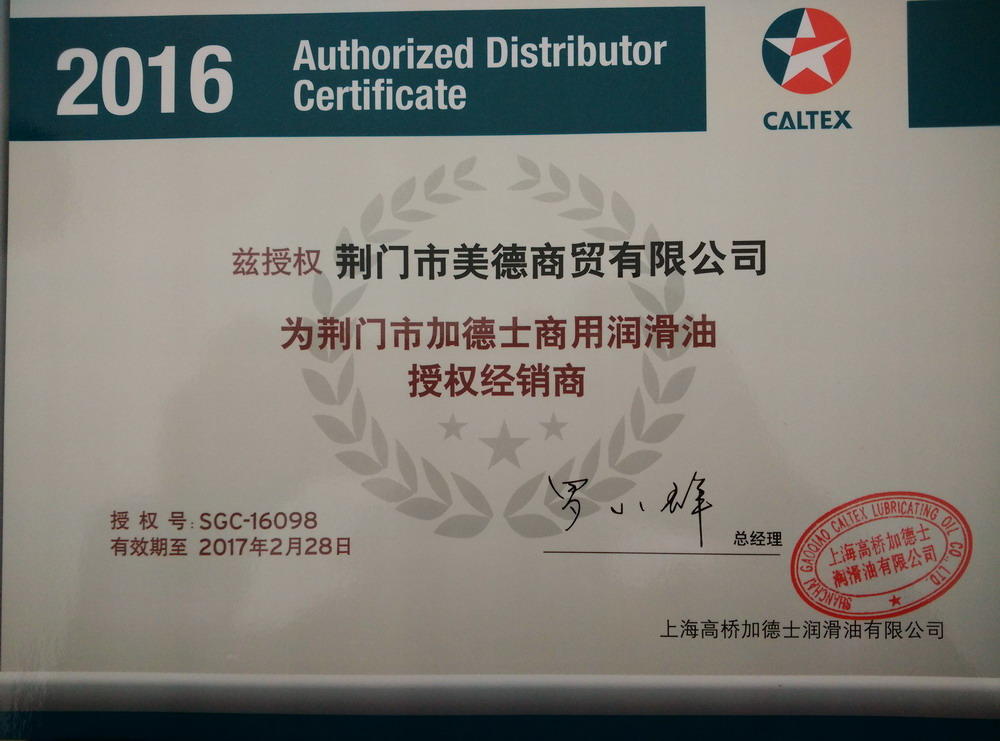 2016
Authorized Distributor
Certificate
CALTEX
兹授权 荆门市美德商贸有限公司
为荆门市加德士商用润滑油
授权经销商
授 权 号：SGC-16098
有效期至 2017年2月28日
总经理
SHANGHAI GAOQIAO CALTEX LUBRICATING OIL CO., LTD.
上海高桥加德士
润滑油有限公司
上海高桥加德士润滑油有限公司